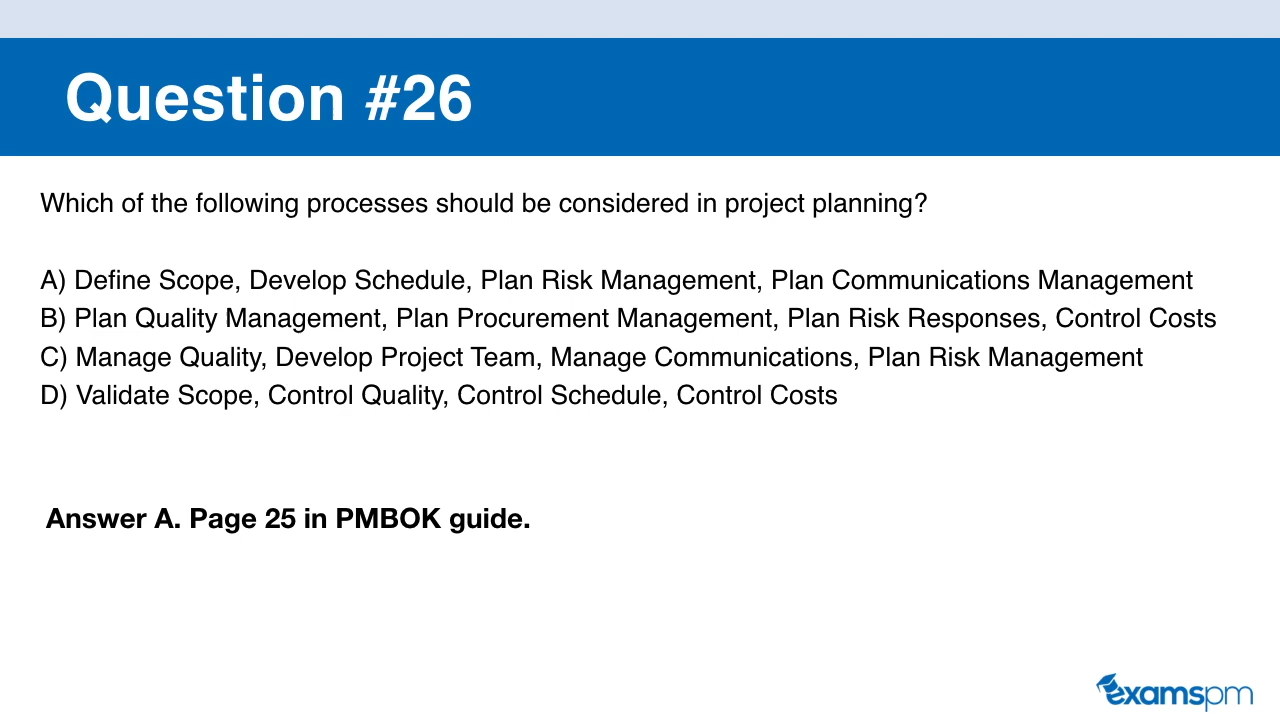 Question #26
Which of the following processes should be considered in project planning?
A) Define Scope, Develop Schedule, Plan Risk Management, Plan Communications Management
B) Plan Quality Management, Plan Procurement Management, Plan Risk Responses, Control Costs
C) Manage Quality, Develop Project Team, Manage Communications, Plan Risk Management
D) Validate Scope, Control Quality, Control Schedule, Control Costs
Answer A. Page 25 in PMBOK guide.
examspm